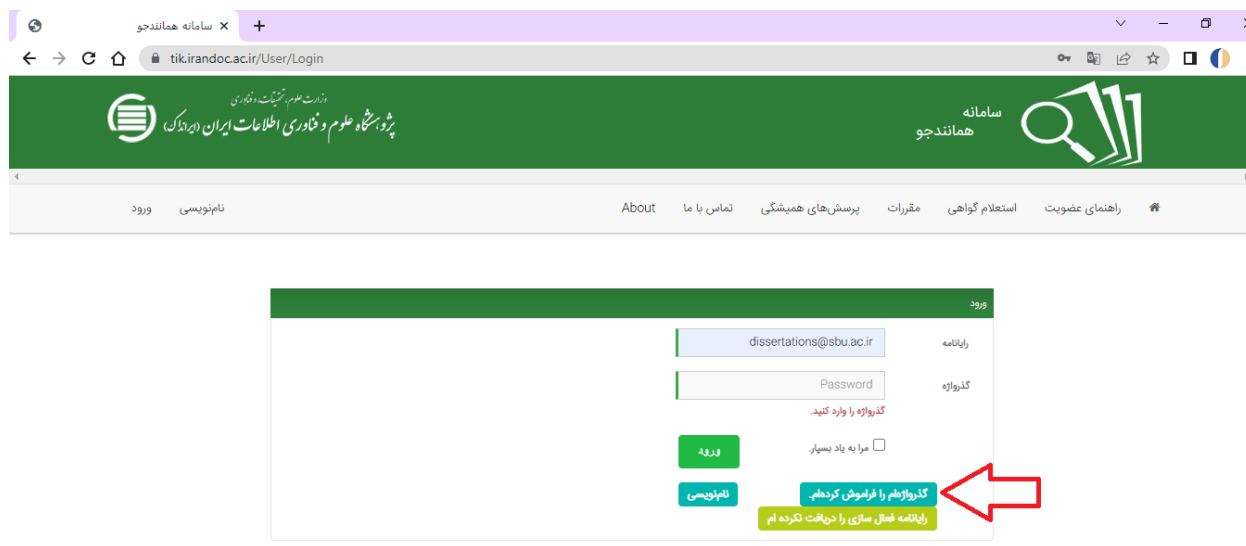 سامانه همانندجو
tik.irandoc.ac.ir/User/Login
سامانه
همانندجو
وزارت علوم، تحقیقات و فناوری
پژوهشگاه علوم و فناوری اطلاعات ایران (ایرانداک)
راهنمای عضویت استعلام گواهی مقررات پرسش‌های همیشگی تماس با ما About نام‌نویسی ورود
ورود
رایانامه dissertations@sbu.ac.ir
گذرواژه Password
گذرواژه را وارد کنید.
مرا به یاد بسپار. ورود
گذرواژه‌ام را فراموش کرده‌ام. نام‌نویسی
رایانامه فعال سازی را دریافت نکرده ام